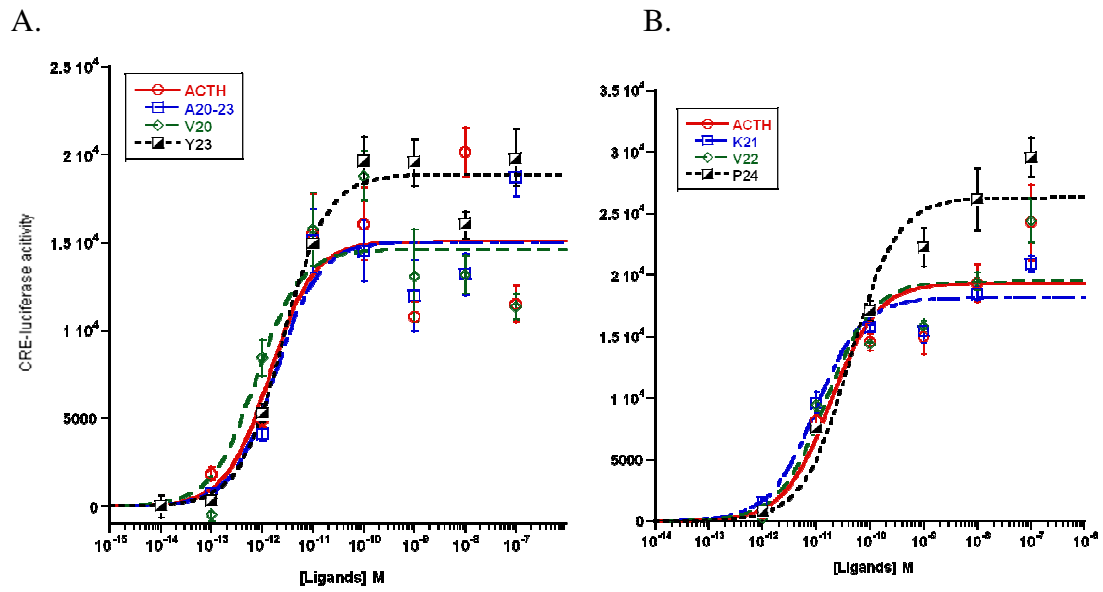 A.
B.
2.5 10⁴
2 10⁴
1.5 10⁴
1 10⁴
5000
0
CRE-luciferase acitivity
ACTH
A20-23
V20
Y23
10⁻¹⁵ 10⁻¹⁴ 10⁻¹³ 10⁻¹² 10⁻¹¹ 10⁻¹⁰ 10⁻⁹ 10⁻⁸ 10⁻⁷
[Ligands] M
3.5 10⁴
3 10⁴
2.5 10⁴
2 10⁴
1.5 10⁴
1 10⁴
5000
0
ACTH
K21
V22
P24
10⁻¹⁴ 10⁻¹³ 10⁻¹² 10⁻¹¹ 10⁻¹⁰ 10⁻⁹ 10⁻⁸ 10⁻⁷ 10⁻⁶
[Ligands] M